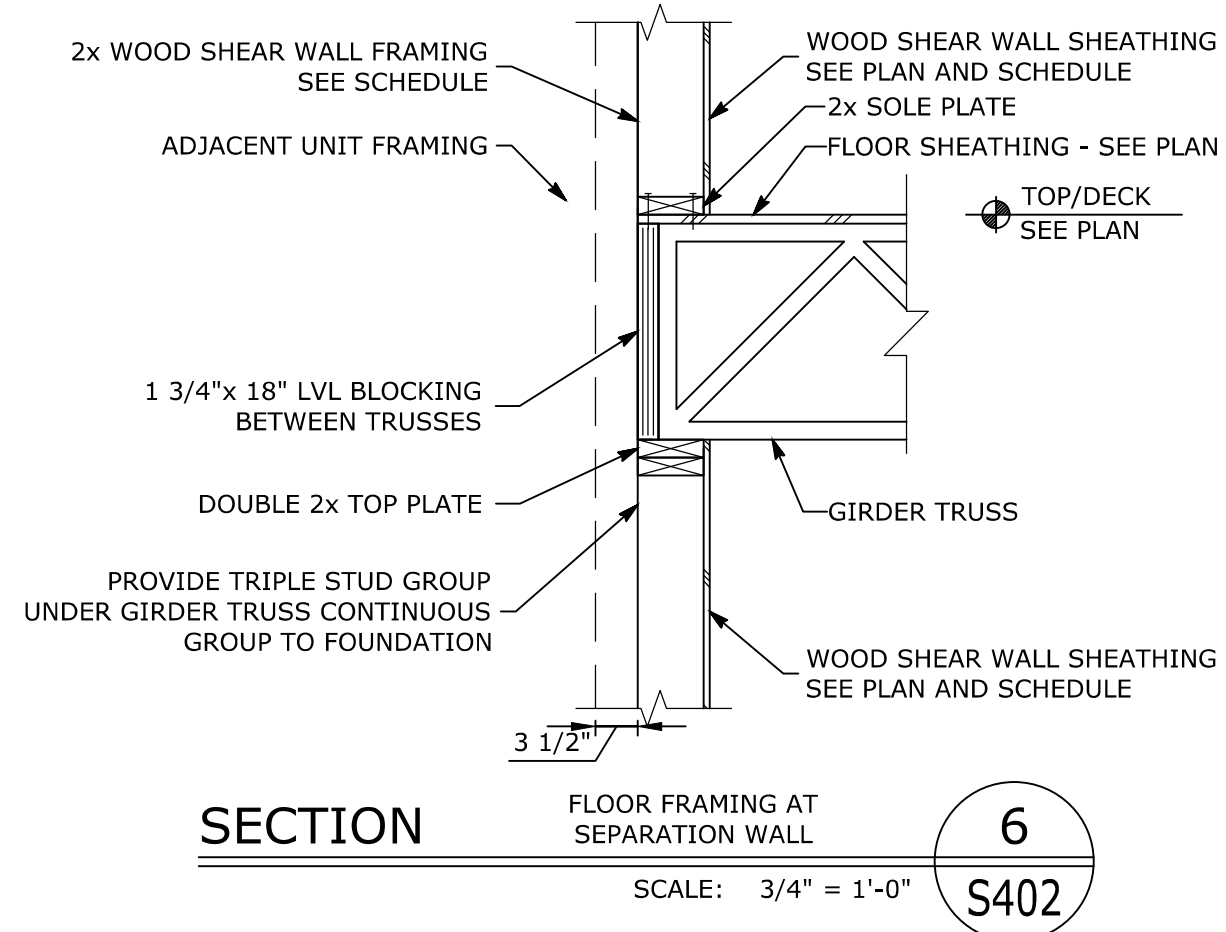 2x WOOD SHEAR WALL FRAMING
SEE SCHEDULE
ADJACENT UNIT FRAMING
1 3/4"x 18" LVL BLOCKING
BETWEEN TRUSSES
DOUBLE 2x TOP PLATE
PROVIDE TRIPLE STUD GROUP
UNDER GIRDER TRUSS CONTINUOUS
GROUP TO FOUNDATION
WOOD SHEAR WALL SHEATHING
SEE PLAN AND SCHEDULE
2x SOLE PLATE
FLOOR SHEATHING - SEE PLAN
TOP/DECK
SEE PLAN
GIRDER TRUSS
WOOD SHEAR WALL SHEATHING
SEE PLAN AND SCHEDULE
3 1/2"
SECTION
FLOOR FRAMING AT
SEPARATION WALL
SCALE: 3/4" = 1'-0"
6
S402